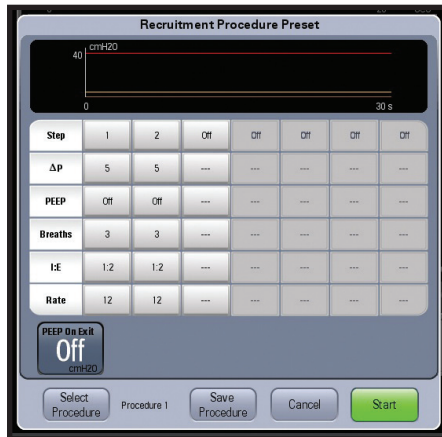 Recruitment Procedure Preset
cmH2O
40
0 30 s
Step 1 2 Off Off Off Off Off
ΔP 5 5 --- --- --- --- ---
PEEP Off Off --- --- --- --- ---
Breaths 3 3 --- --- --- --- ---
I:E 1:2 1:2 --- --- --- --- ---
Rate 12 12 --- --- --- --- ---
PEEP On Exit
Off
cmH2O
Select Procedure Procedure 1 Save Procedure Cancel Start